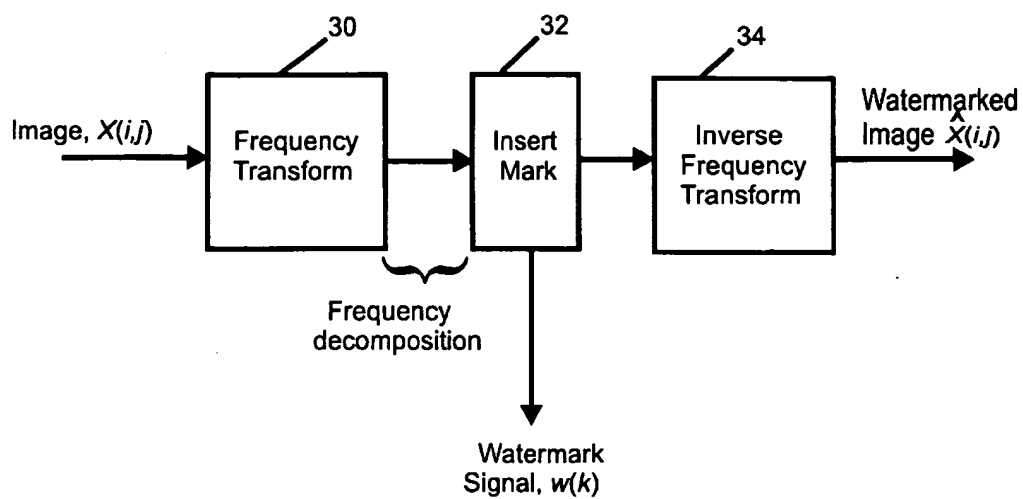 30
32
34
Image, X(i,j)
Frequency
Transform
Insert
Mark
Inverse
Frequency
Transform
Watermarked
Image X̂(i,j)
Frequency
decomposition
Watermark
Signal, w(k)